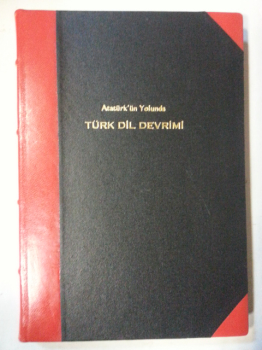 Atatürk'ün Yolunda
TÜRK DİL DEVRİMİ